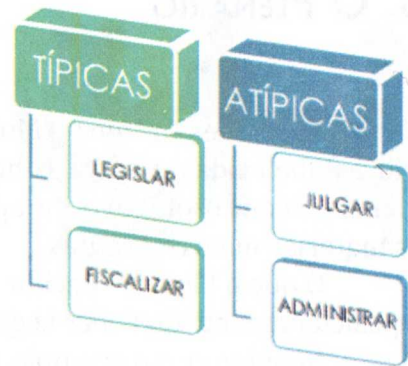 TÍPICAS
LEGISLAR
FISCALIZAR
ATÍPICAS
JULGAR
ADMINISTRAR